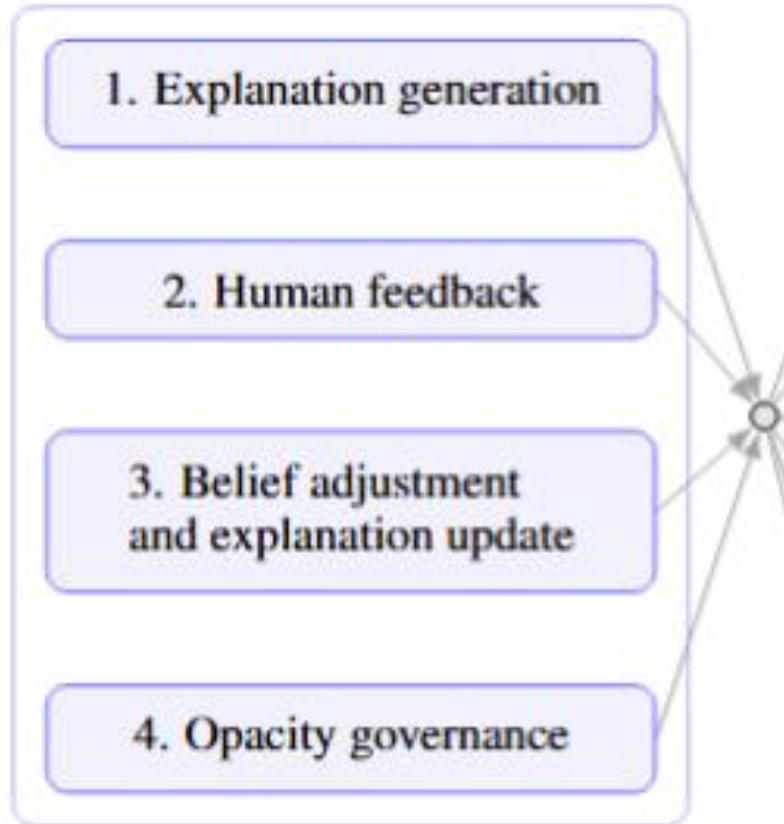 1. Explanation generation
2. Human feedback
3. Belief adjustment
and explanation update
4. Opacity governance